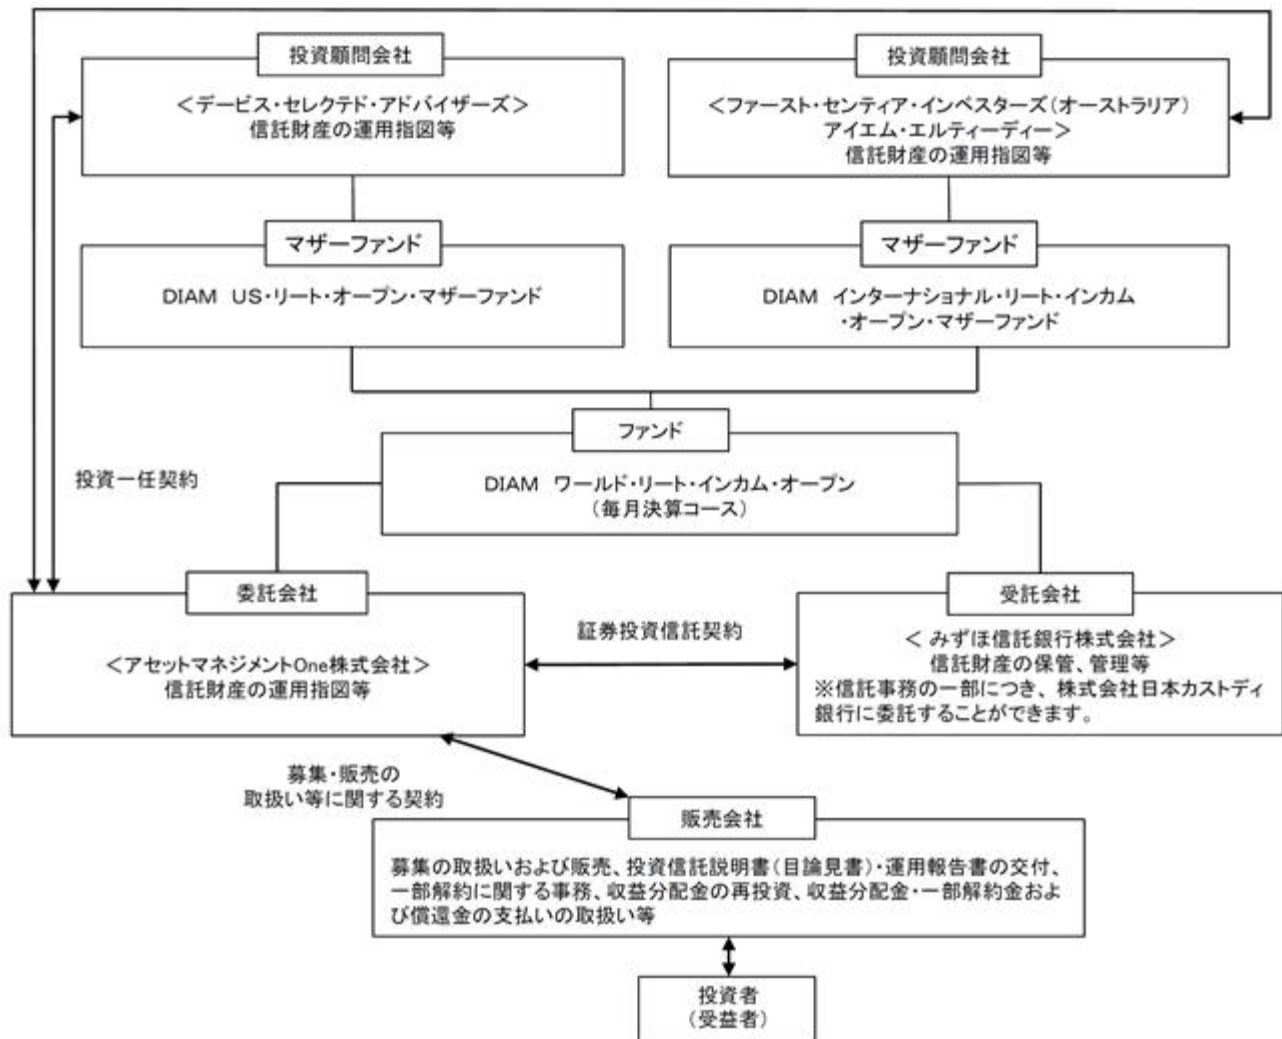 投資顧問会社
<デービス・セレクテド・アドバイザーズ>
信託財産の運用指図等
投資顧問会社
<ファースト・センティア・インベスターズ(オーストラリア)
アイエム・エルティーディー>
信託財産の運用指図等
マザーファンド
DIAM US・リート・オープン・マザーファンド
マザーファンド
DIAM インターナショナル・リート・インカム
・オープン・マザーファンド
ファンド
DIAM ワールド・リート・インカム・オープン
(毎月決算コース)
投資一任契約
委託会社
<アセットマネジメントOne株式会社>
信託財産の運用指図等
証券投資信託契約
受託会社
< みずほ信託銀行株式会社>
信託財産の保管、管理等
※信託事務の一部につき、株式会社日本カストディ
銀行に委託することができます。
募集・販売の
取扱い等に関する契約
販売会社
募集の取扱いおよび販売、投資信託説明書(目論見書)・運用報告書の交付、
一部解約に関する事務、収益分配金の再投資、収益分配金・一部解約金およ
び償還金の支払いの取扱い等
投資者
(受益者)